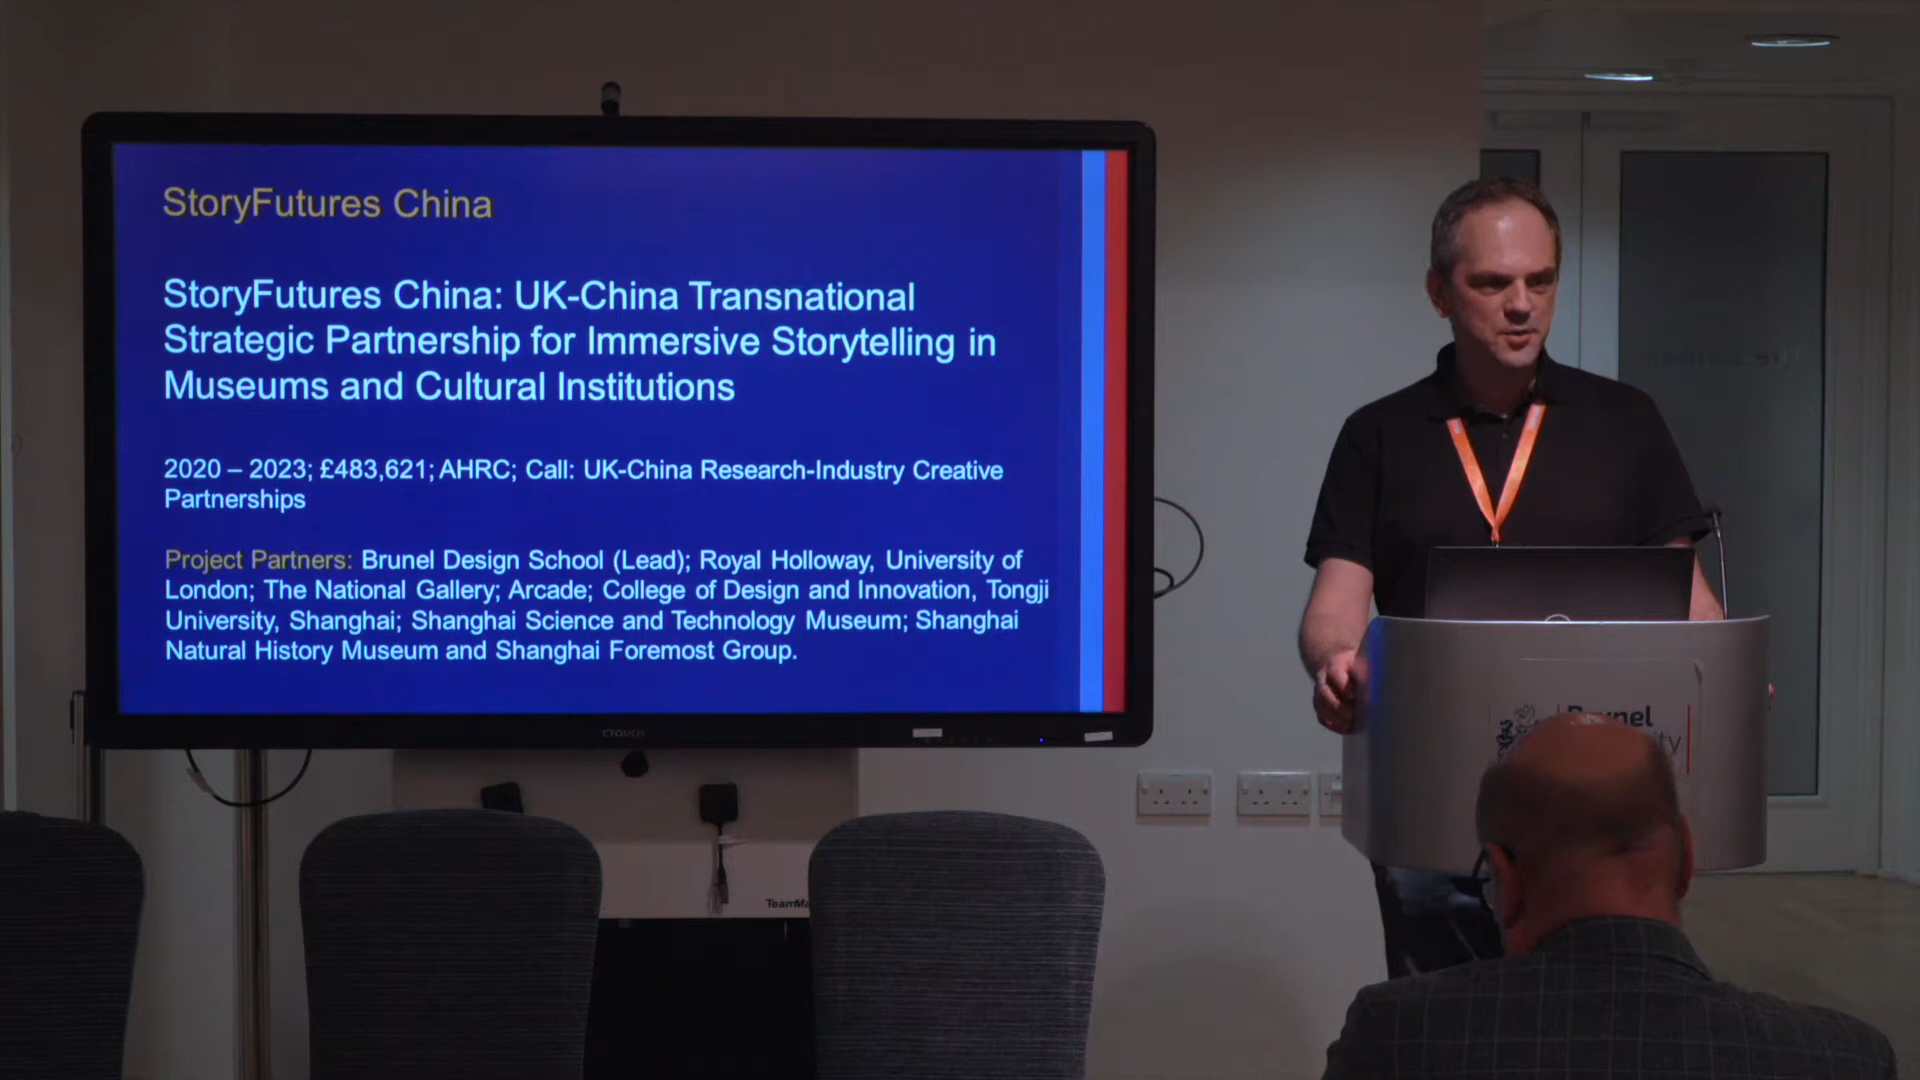 StoryFutures China
StoryFutures China: UK-China Transnational
Strategic Partnership for Immersive Storytelling in
Museums and Cultural Institutions
2020 – 2023; £483,621; AHRC; Call: UK-China Research-Industry Creative
Partnerships
Project Partners: Brunel Design School (Lead); Royal Holloway, University of
London; The National Gallery; Arcade; College of Design and Innovation, Tongji
University, Shanghai; Shanghai Science and Technology Museum; Shanghai
Natural History Museum and Shanghai Foremost Group.
CTOUCH